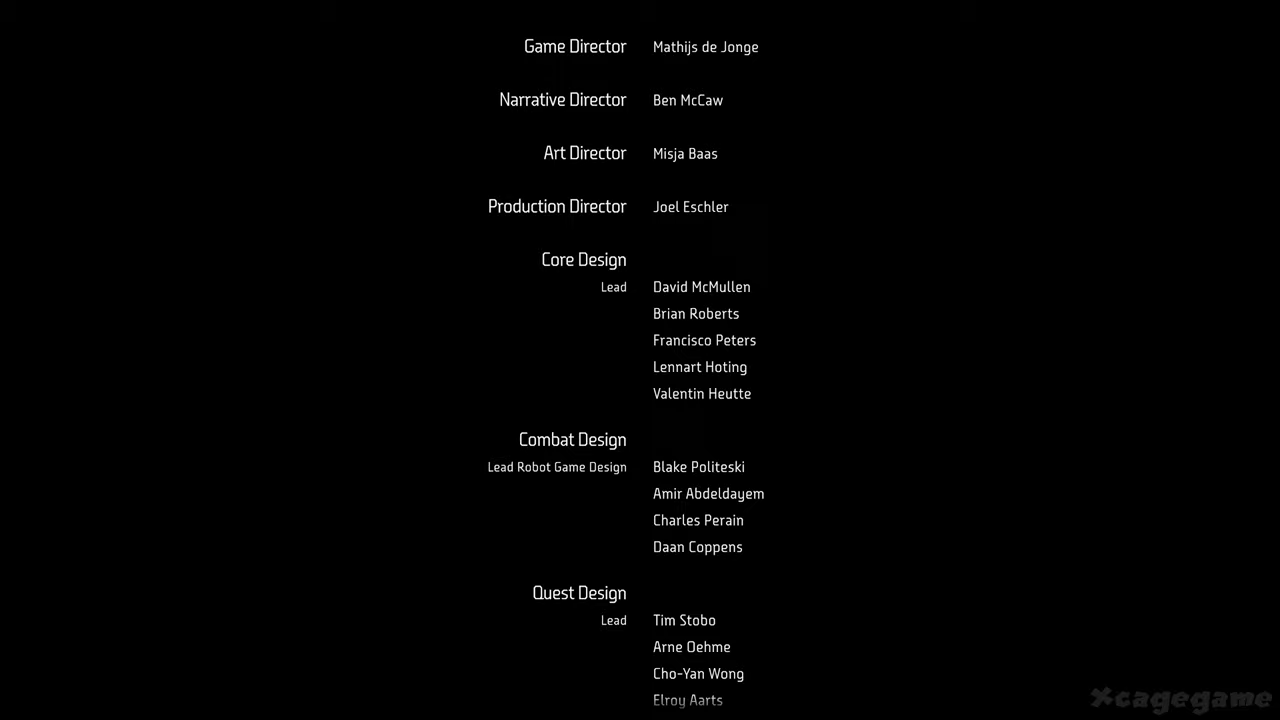 Game Director Mathijs de Jonge
Narrative Director Ben McCaw
Art Director Misja Baas
Production Director Joel Eschler
Core Design
Lead David McMullen
Brian Roberts
Francisco Peters
Lennart Hoting
Valentin Heutte
Combat Design
Lead Robot Game Design Blake Politeski
Amir Abdeldayem
Charles Perain
Daan Coppens
Quest Design
Lead Tim Stobo
Arne Oehme
Cho-Yan Wong
Elroy Aarts
Xcagegame